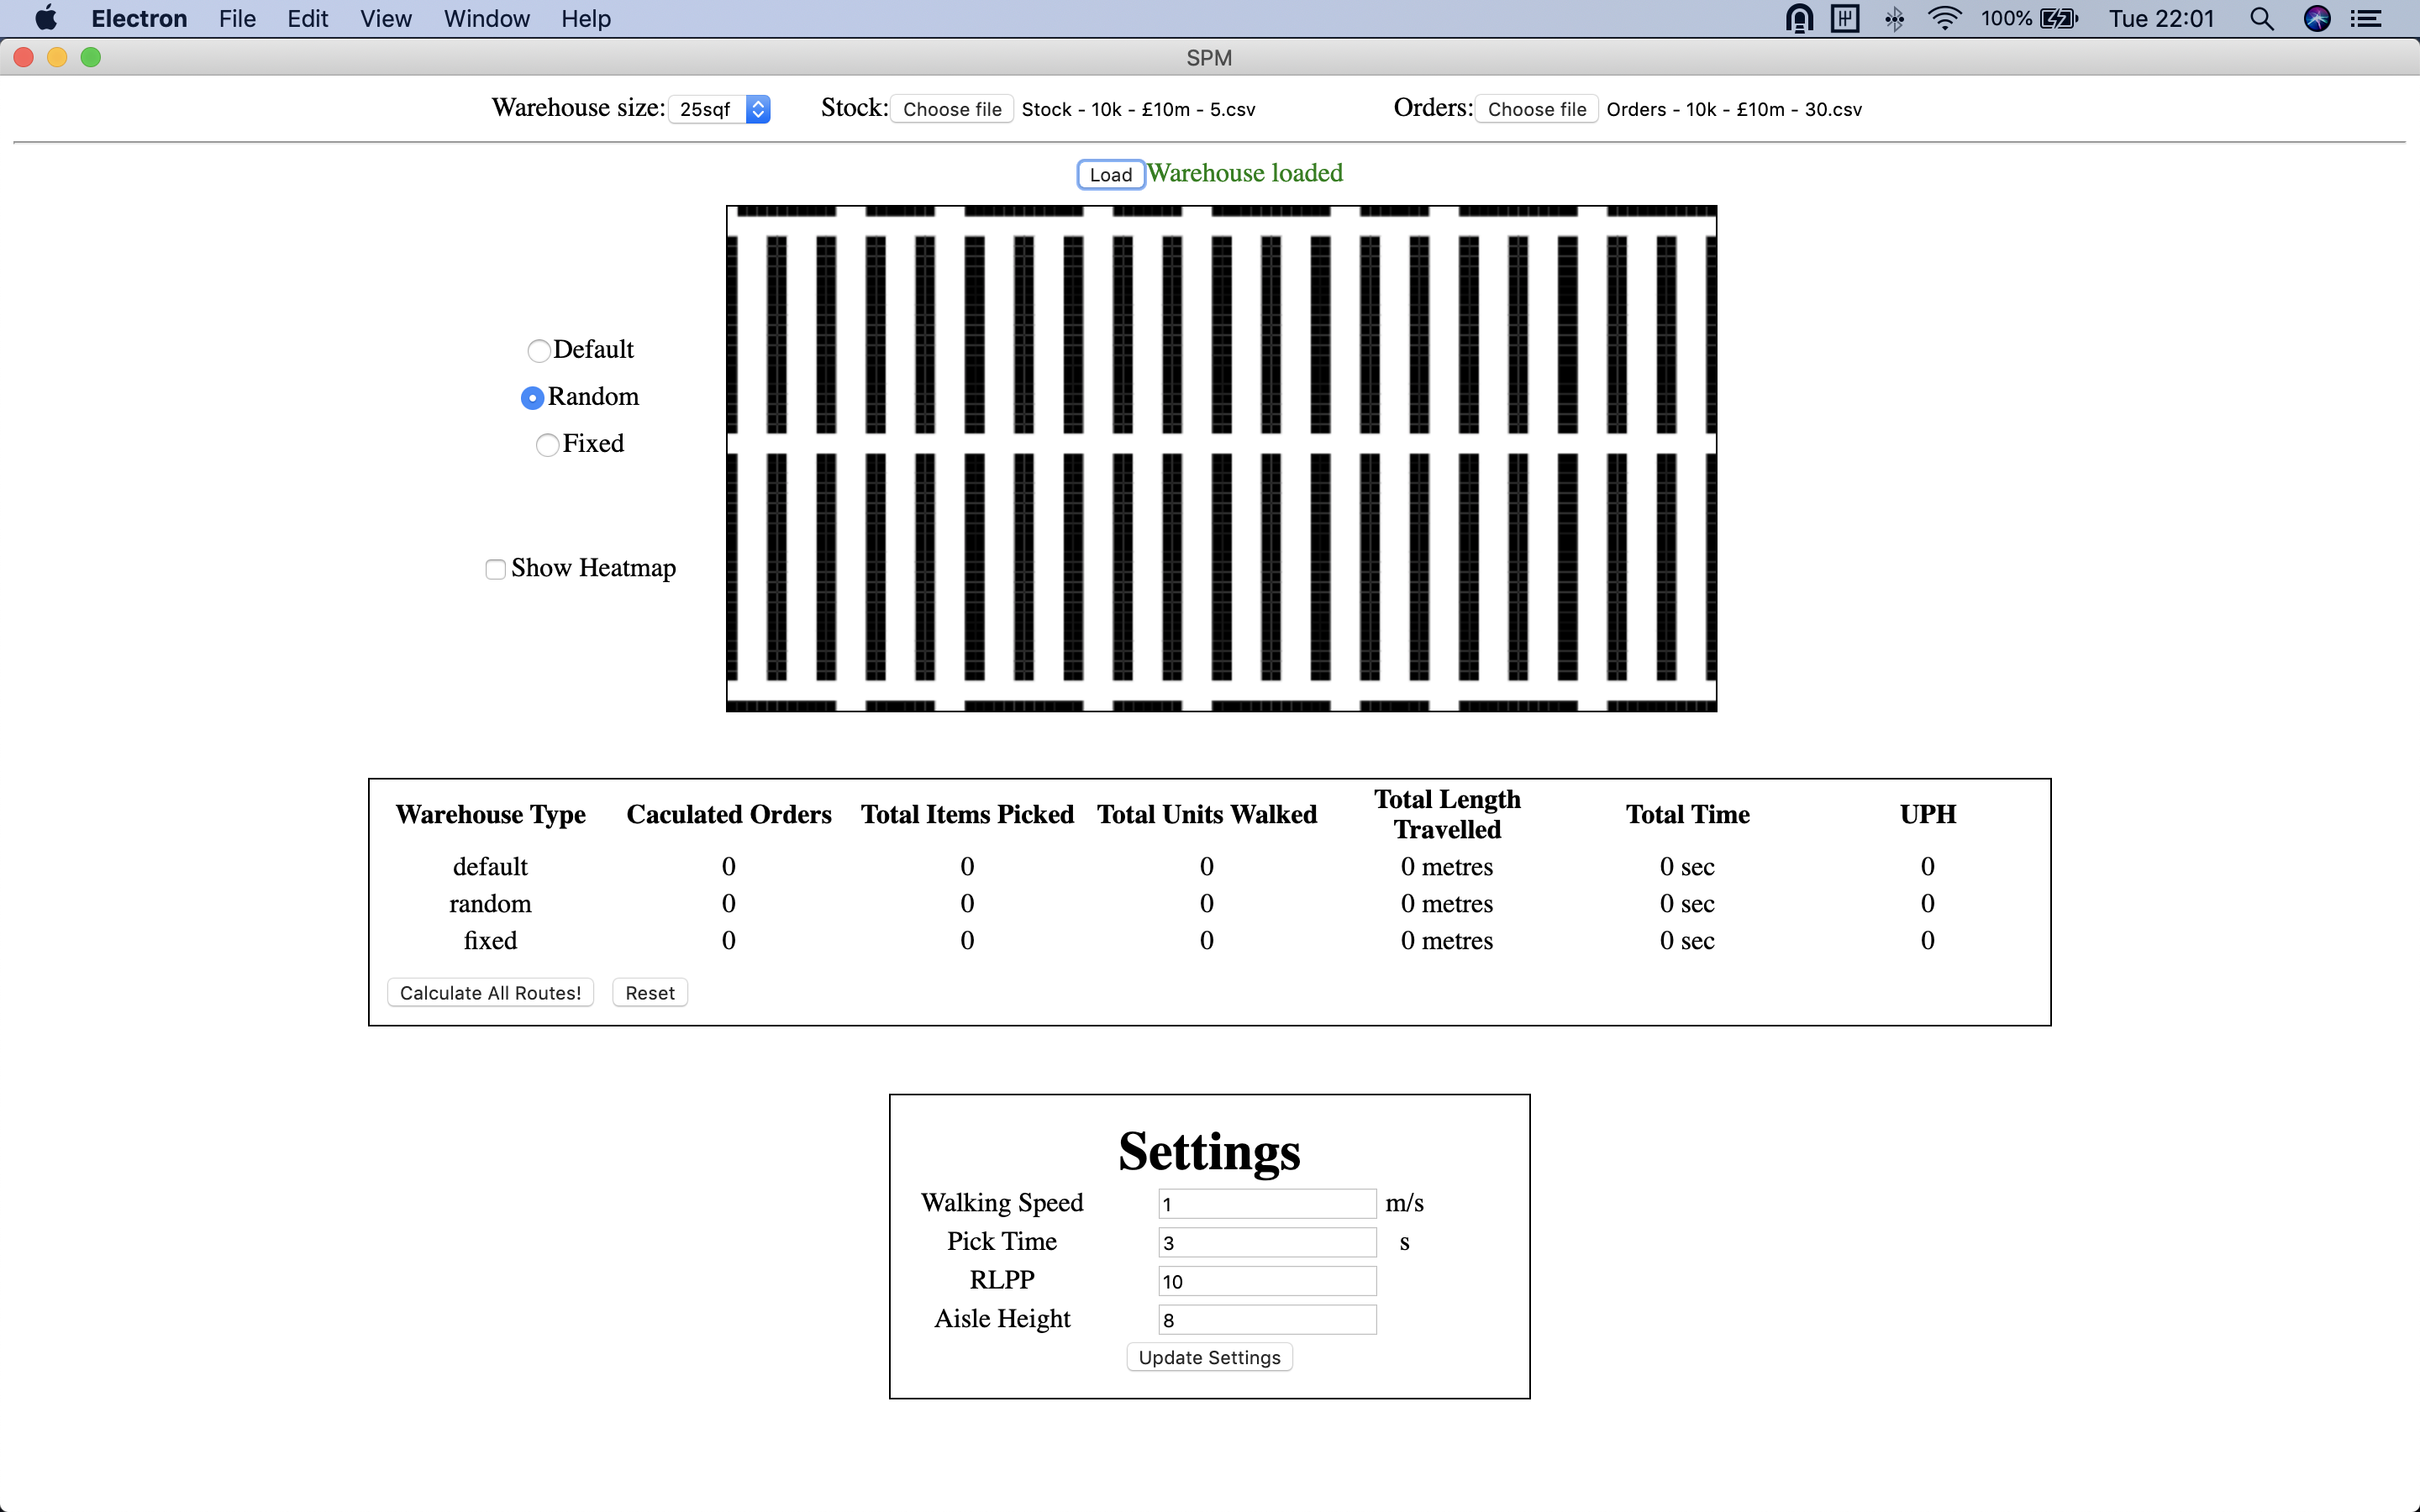 Electron File Edit View Window Help 100% Tue 22:01
SPM
Warehouse size: 25sqf Stock: Choose file Stock - 10k - £10m - 5.csv Orders: Choose file Orders - 10k - £10m - 30.csv
Load Warehouse loaded
Default
Random
Fixed
Show Heatmap
Warehouse Type Caculated Orders Total Items Picked Total Units Walked Total Length Travelled Total Time UPH
default 0 0 0 0 metres 0 sec 0
random 0 0 0 0 metres 0 sec 0
fixed 0 0 0 0 metres 0 sec 0
Calculate All Routes! Reset
Settings
Walking Speed 1 m/s
Pick Time 3 s
RLPP 10
Aisle Height 8
Update Settings